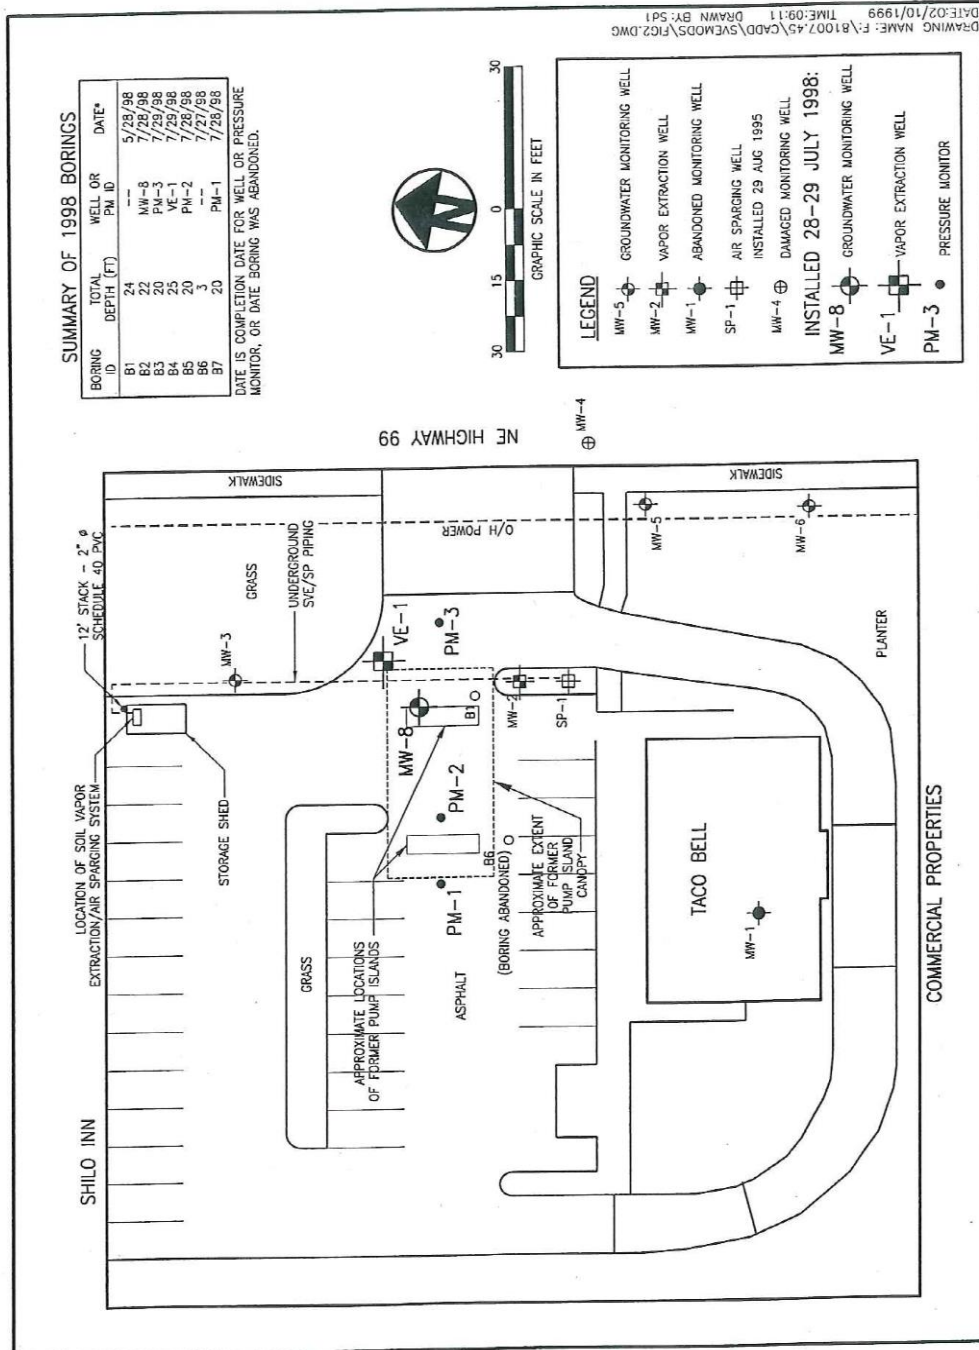 DRAWING NAME: F:\81007.45\CADD\SVEMODS\FIG2.DWG
DATE:02/10/1999 TIME:09:11 DRAWN BY: SP1
SUMMARY OF 1998 BORINGS
BORING ID TOTAL DEPTH (FT) WELL OR PM ID DATE*
B1 24 -- 5/28/98
B2 22 MW-8 7/28/98
B3 20 PM-3 7/29/98
B4 25 VE-1 7/29/98
B5 20 PM-2 7/28/98
B6 3 -- 7/27/98
B7 20 PM-1 7/28/98
DATE IS COMPLETION DATE FOR WELL OR PRESSURE
MONITOR, OR DATE BORING WAS ABANDONED.
N
30 15 0 30
GRAPHIC SCALE IN FEET
LEGEND
MW-5 GROUNDWATER MONITORING WELL
MW-2 VAPOR EXTRACTION WELL
MW-1 ABANDONED MONITORING WELL
SP-1 AIR SPARGING WELL
INSTALLED 29 AUG 1995
MW-4 DAMAGED MONITORING WELL
INSTALLED 28-29 JULY 1998:
MW-8 GROUNDWATER MONITORING WELL
VE-1 VAPOR EXTRACTION WELL
PM-3 PRESSURE MONITOR
NE HIGHWAY 99
MW-4
SHILO INN
LOCATION OF SOIL VAPOR
EXTRACTION/AIR SPARGING SYSTEM
12' STACK - 2" ø
SCHEDULE 40 PVC
STORAGE SHED
MW-3
GRASS
SIDEWALK
UNDERGROUND
SVE/SP PIPING
O/H POWER
GRASS
VE-1
MW-8
PM-3
PM-2
PM-1
B1
B6
APPROXIMATE LOCATIONS
OF FORMER PUMP ISLANDS
ASPHALT
(BORING ABANDONED)
APPROXIMATE EXTENT
OF FORMER
PUMP ISLAND
CANOPY
MW-2
SP-1
TACO BELL
MW-1
MW-5
MW-6
SIDEWALK
PLANTER
COMMERCIAL PROPERTIES